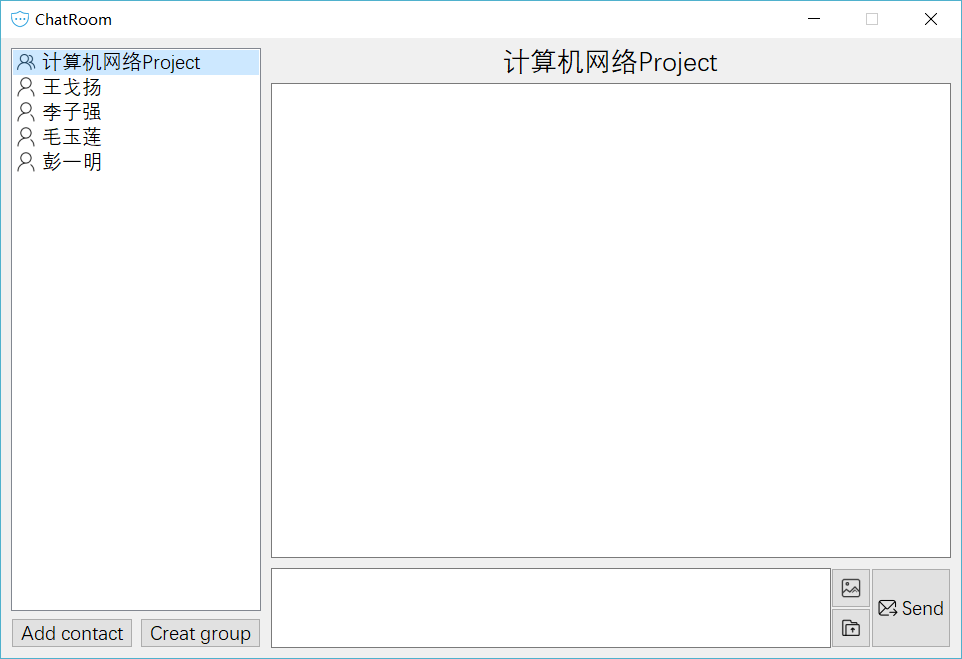 ChatRoom
计算机网络Project
王戈扬
李子强
毛玉莲
彭一明
计算机网络Project
Send
Add contact
Creat group